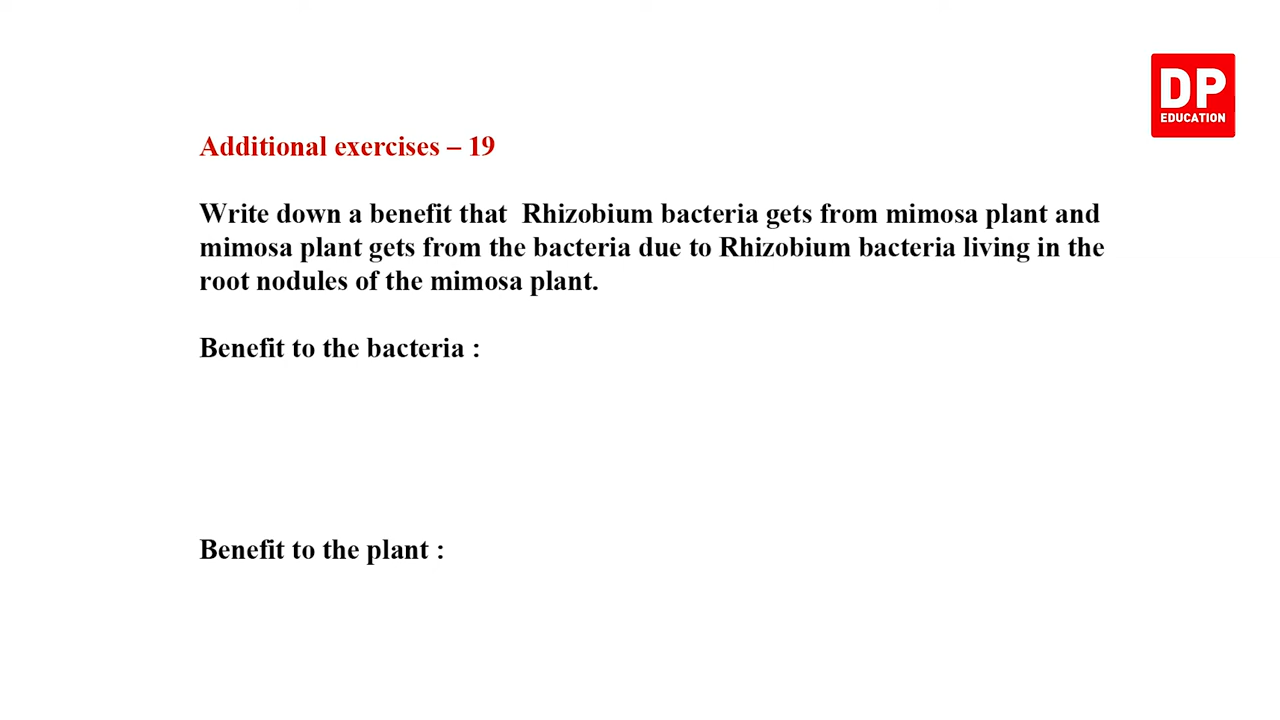 DP
EDUCATION
Additional exercises – 19
Write down a benefit that Rhizobium bacteria gets from mimosa plant and
mimosa plant gets from the bacteria due to Rhizobium bacteria living in the
root nodules of the mimosa plant.
Benefit to the bacteria :
Benefit to the plant :